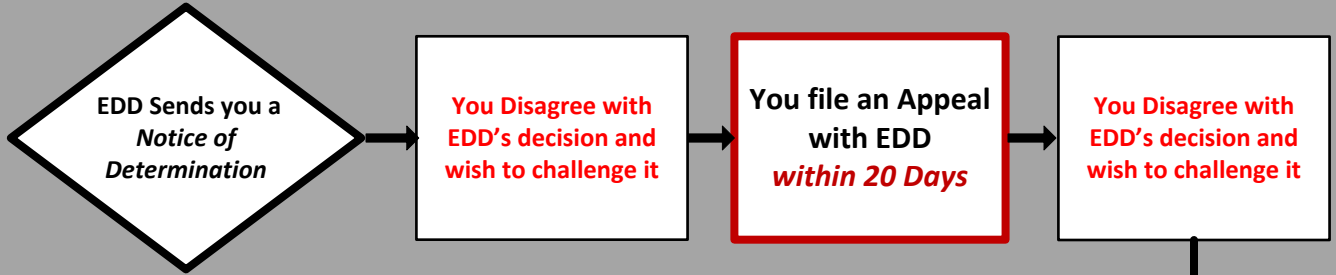 EDD Sends you a
Notice of
Determination
You Disagree with
EDD's decision and
wish to challenge it
You file an Appeal
with EDD
within 20 Days
You Disagree with
EDD's decision and
wish to challenge it